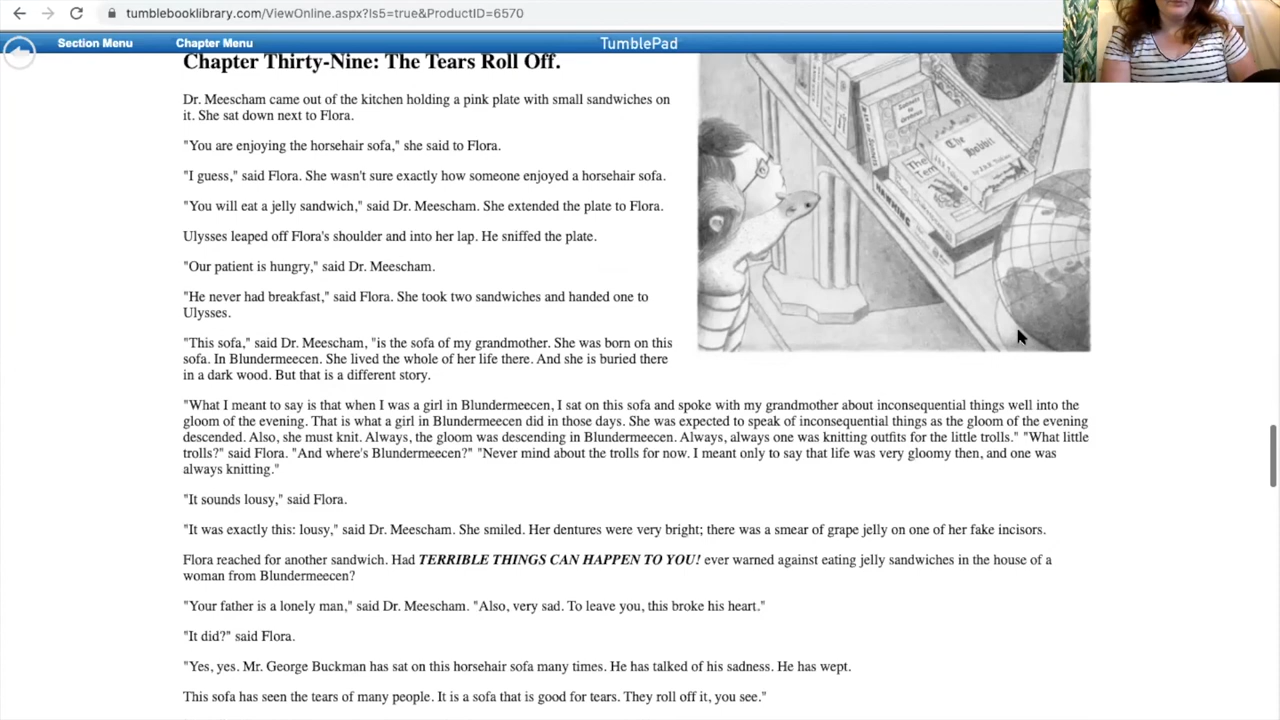 tumblebooklibrary.com/ViewOnline.aspx?ls5=true&ProductID=6570
Section Menu
Chapter Menu
TumblePad
Chapter Thirty-Nine: The Tears Roll Off.
Dr. Meescham came out of the kitchen holding a pink plate with small sandwiches on
it. She sat down next to Flora.
"You are enjoying the horsehair sofa," she said to Flora.
"I guess," said Flora. She wasn't sure exactly how someone enjoyed a horsehair sofa.
"You will eat a jelly sandwich," said Dr. Meescham. She extended the plate to Flora.
Ulysses leaped off Flora's shoulder and into her lap. He sniffed the plate.
"Our patient is hungry," said Dr. Meescham.
"He never had breakfast," said Flora. She took two sandwiches and handed one to
Ulysses.
"This sofa," said Dr. Meescham, "is the sofa of my grandmother. She was born on this
sofa. In Blundermeecen. She lived the whole of her life there. And she is buried there
in a dark wood. But that is a different story.
"What I meant to say is that when I was a girl in Blundermeecen, I sat on this sofa and spoke with my grandmother about inconsequential things well into the
gloom of the evening. That is what a girl in Blundermeecen did in those days. She was expected to speak of inconsequential things as the gloom of the evening
descended. Also, she must knit. Always, the gloom was descending in Blundermeecen. Always, always one was knitting outfits for the little trolls." "What little
trolls?" said Flora. "And where's Blundermeecen?" "Never mind about the trolls for now. I meant only to say that life was very gloomy then, and one was
always knitting."
"It sounds lousy," said Flora.
"It was exactly this: lousy," said Dr. Meescham. She smiled. Her dentures were very bright; there was a smear of grape jelly on one of her fake incisors.
Flora reached for another sandwich. Had TERRIBLE THINGS CAN HAPPEN TO YOU! ever warned against eating jelly sandwiches in the house of a
woman from Blundermeecen?
"Your father is a lonely man," said Dr. Meescham. "Also, very sad. To leave you, this broke his heart."
"It did?" said Flora.
"Yes, yes. Mr. George Buckman has sat on this horsehair sofa many times. He has talked of his sadness. He has wept.
This sofa has seen the tears of many people. It is a sofa that is good for tears. They roll off it, you see."